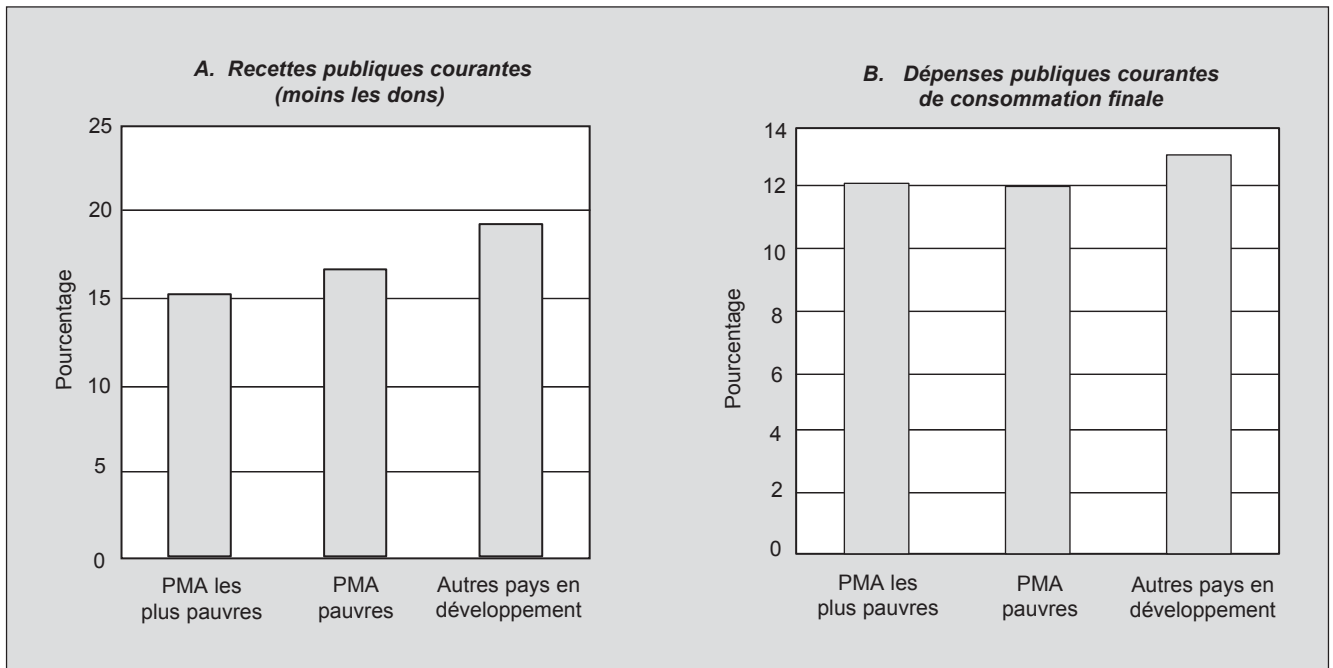 A. Recettes publiques courantes
(moins les dons)
25
20
15
10
5
0
Pourcentage
PMA les
plus pauvres
PMA
pauvres
Autres pays en
développement
B. Dépenses publiques courantes
de consommation finale
14
12
10
8
6
4
2
0
Pourcentage
PMA les
plus pauvres
PMA
pauvres
Autres pays en
développement